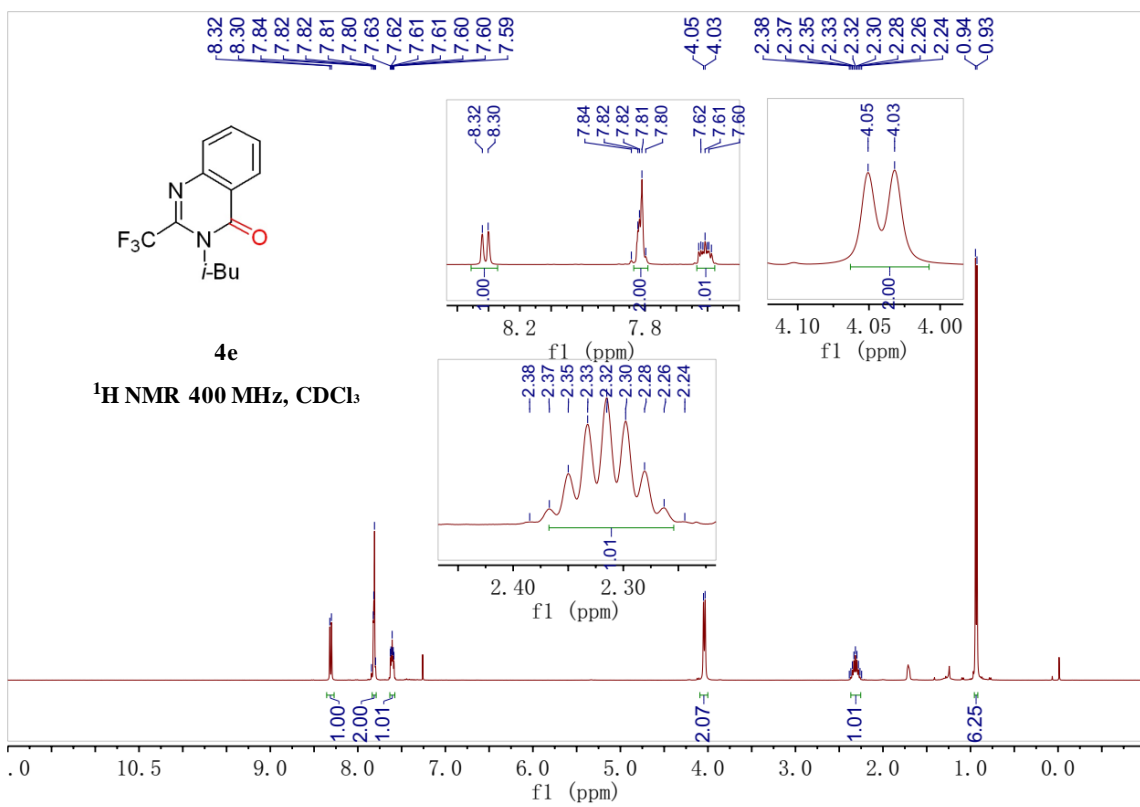 8.32 8.30 7.84 7.82 7.82 7.81 7.80 7.63 7.62 7.61 7.61 7.60 7.60 7.59 4.05 4.03 2.38 2.37 2.35 2.33 2.32 2.30 2.28 2.26 2.24 0.94 0.93
8.32 8.30 7.84 7.82 7.82 7.81 7.80 7.62 7.61 7.60
1.00 2.00 1.01
8.2 7.8
f1 (ppm)
4.05 4.03
2.00
4.10 4.05 4.00
f1 (ppm)
N
F₃C N O
i-Bu
4e
¹H NMR 400 MHz, CDCl₃
2.38 2.37 2.35 2.33 2.32 2.30 2.28 2.26 2.24
1.01
2.40 2.30
f1 (ppm)
1.00 2.00 1.01 2.07 1.01 6.25
.0 10.5 9.0 8.0 7.0 6.0 5.0 4.0 3.0 2.0 1.0 0.0
f1 (ppm)